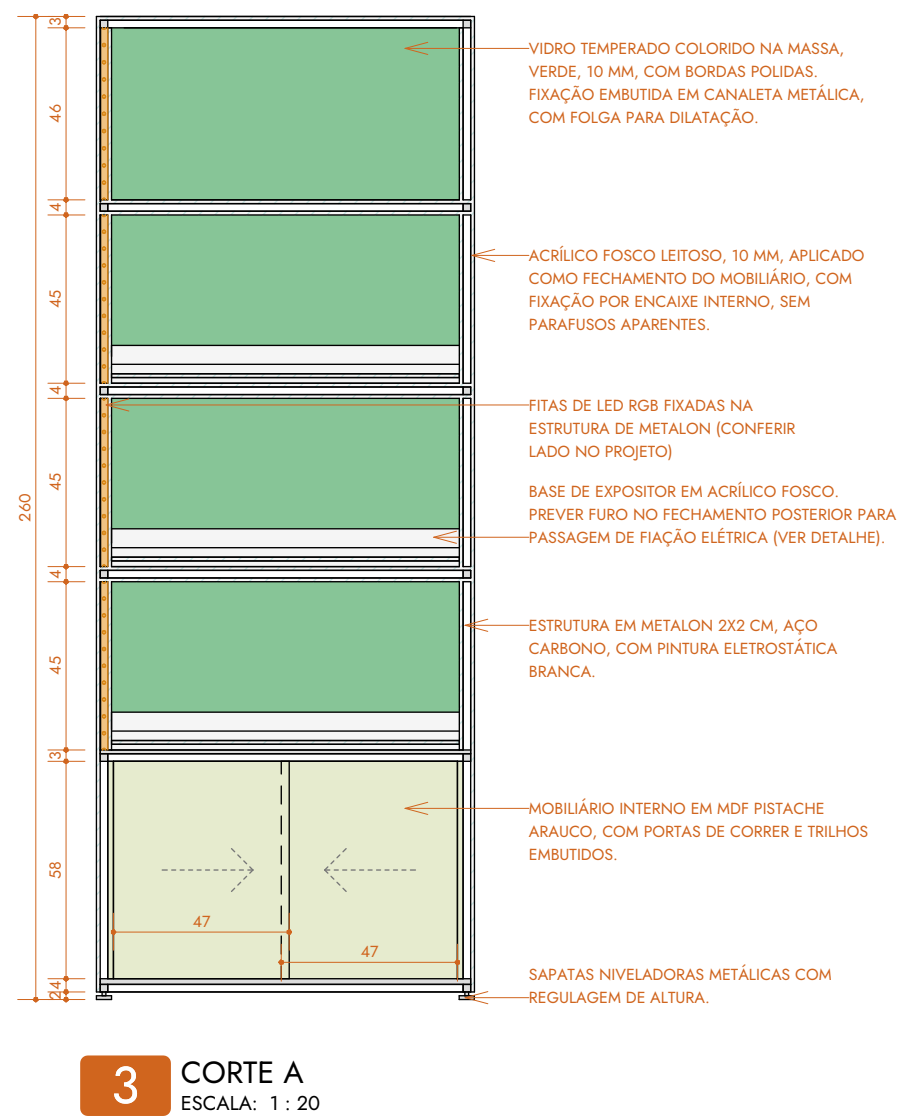 3
46
4
45
4
45
4
45
3
58
4
2
260
47
47
VIDRO TEMPERADO COLORIDO NA MASSA,
VERDE, 10 MM, COM BORDAS POLIDAS.
FIXAÇÃO EMBUTIDA EM CANALETA METÁLICA,
COM FOLGA PARA DILATAÇÃO.
ACRÍLICO FOSCO LEITOSO, 10 MM, APLICADO
COMO FECHAMENTO DO MOBILIÁRIO, COM
FIXAÇÃO POR ENCAIXE INTERNO, SEM
PARAFUSOS APARENTES.
FITAS DE LED RGB FIXADAS NA
ESTRUTURA DE METALON (CONFERIR
LADO NO PROJETO)
BASE DE EXPOSITOR EM ACRÍLICO FOSCO.
PREVER FURO NO FECHAMENTO POSTERIOR PARA
PASSAGEM DE FIAÇÃO ELÉTRICA (VER DETALHE).
ESTRUTURA EM METALON 2X2 CM, AÇO
CARBONO, COM PINTURA ELETROSTÁTICA
BRANCA.
MOBILIÁRIO INTERNO EM MDF PISTACHE
ARAUCO, COM PORTAS DE CORRER E TRILHOS
EMBUTIDOS.
SAPATAS NIVELADORAS METÁLICAS COM
REGULAGEM DE ALTURA.
3
CORTE A
ESCALA: 1 : 20